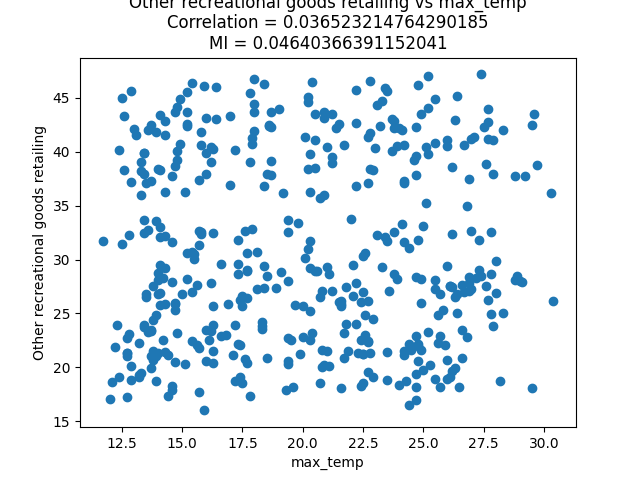 Other recreational goods retailing vs max_temp
Correlation = 0.036523214764290185
MI = 0.04640366391152041
45
40
35
30
25
20
15
Other recreational goods retailing
12.5 15.0 17.5 20.0 22.5 25.0 27.5 30.0
max_temp